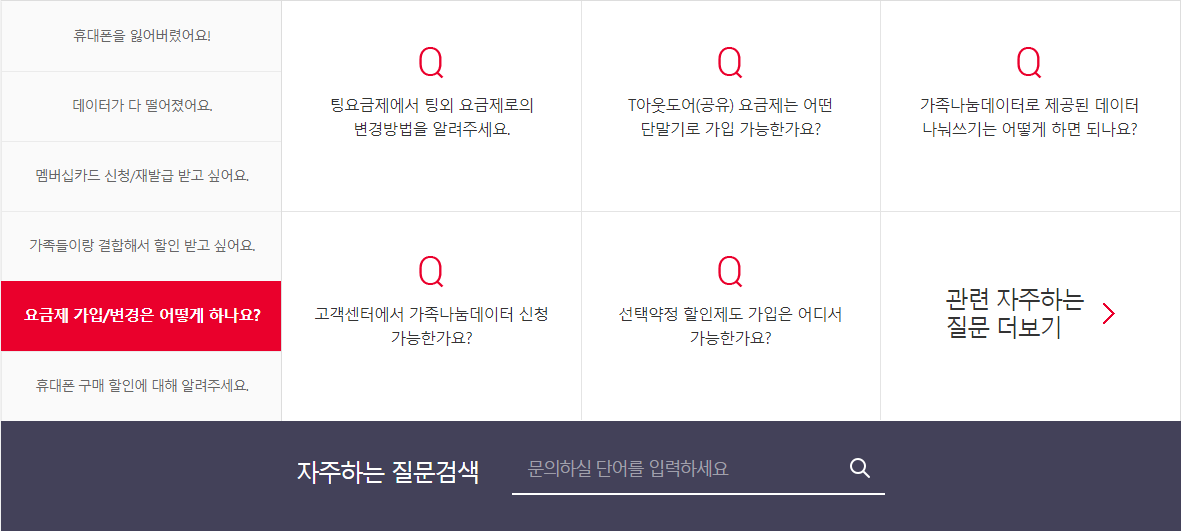 휴대폰을 잃어버렸어요!
데이터가 다 떨어졌어요.
멤버십카드 신청/재발급 받고 싶어요.
가족들이랑 결합해서 할인 받고 싶어요.
요금제 가입/변경은 어떻게 하나요?
휴대폰 구매 할인에 대해 알려주세요.
Q
팅요금제에서 팅외 요금제로의
변경방법을 알려주세요.
Q
T아웃도어(공유) 요금제는 어떤
단말기로 가입 가능한가요?
Q
가족나눔데이터로 제공된 데이터
나눠쓰기는 어떻게 하면 되나요?
Q
고객센터에서 가족나눔데이터 신청
가능한가요?
Q
선택약정 할인제도 가입은 어디서
가능한가요?
관련 자주하는
질문 더보기
자주하는 질문검색
문의하실 단어를 입력하세요